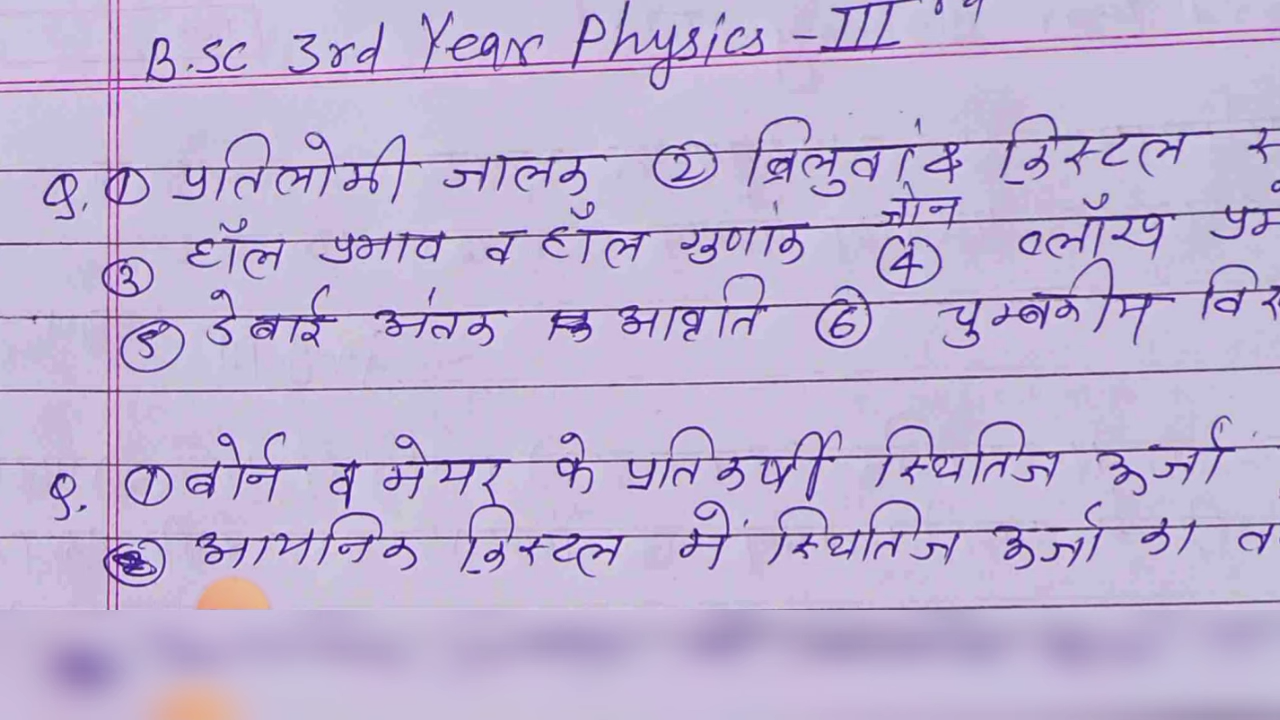 B.SC 3rd Year Physics - III
Q. ① प्रतिलोमी जालक ② ब्रिलुवां & क्रिस्टल
जोन
③ हॉल प्रभाव व हॉल गुणांक ④ ब्लॉख
⑤ डेबाई अंतक आवृति ⑥ चुम्बकीय
Q. ① बोर्न व मेयर के प्रतिकर्षी स्थितिज ऊर्जा
② आयनिक क्रिस्टल में स्थितिज ऊर्जा का